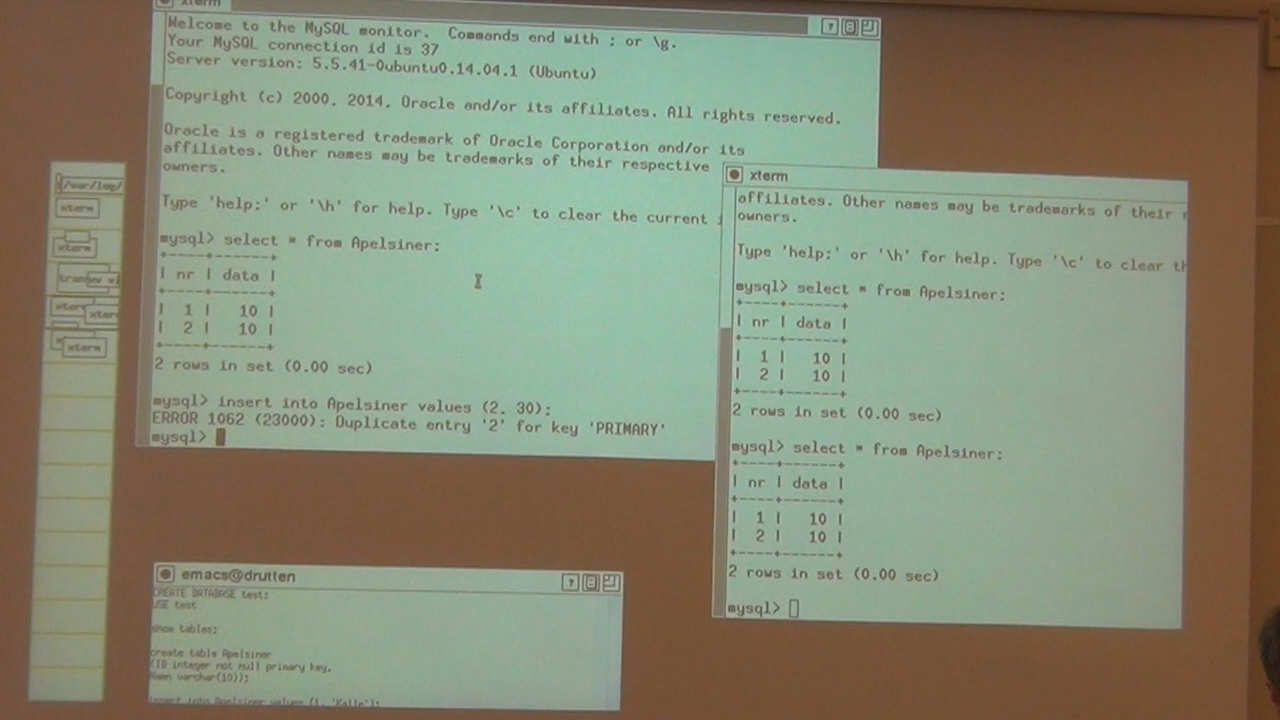 xterm
Welcome to the MySQL monitor.  Commands end with ; or \g.
Your MySQL connection id is 37
Server version: 5.5.41-0ubuntu0.14.04.1 (Ubuntu)
Copyright (c) 2000, 2014, Oracle and/or its affiliates. All rights reserved.
Oracle is a registered trademark of Oracle Corporation and/or its
affiliates. Other names may be trademarks of their respective
owners.
Type 'help;' or '\h' for help. Type '\c' to clear the current
mysql> select * from Apelsiner;
+----+------+
| nr | data |
+----+------+
|  1 |   10 |
|  2 |   10 |
+----+------+
2 rows in set (0.00 sec)
mysql> insert into Apelsiner values (2, 30);
ERROR 1062 (23000): Duplicate entry '2' for key 'PRIMARY'
mysql>
xterm
affiliates. Other names may be trademarks of their
owners.
Type 'help;' or '\h' for help. Type '\c' to clear th
mysql> select * from Apelsiner;
+----+------+
| nr | data |
+----+------+
|  1 |   10 |
|  2 |   10 |
+----+------+
2 rows in set (0.00 sec)
mysql> select * from Apelsiner;
+----+------+
| nr | data |
+----+------+
|  1 |   10 |
|  2 |   10 |
+----+------+
2 rows in set (0.00 sec)
mysql>
/var/log/
xterm
xterm
xterm
emacs@drutten
CREATE DATABASE test;
USE test
show tables;
create table Apelsiner
(ID integer not null primary key,
Namn varchar(10));
insert into Apelsiner values (1, 'Kalle');